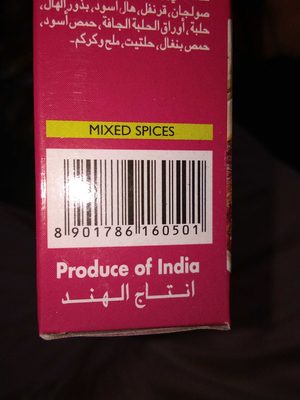 صولجان، قرنفل، هال أسود، بذور الهال،
حلبة، أوراق الحلبة الجافة، حمص أسود،
حمص بنغال، حلتيت، ملح وكركم.
MIXED SPICES
8 901786 160501
Produce of India
انتاج الهند